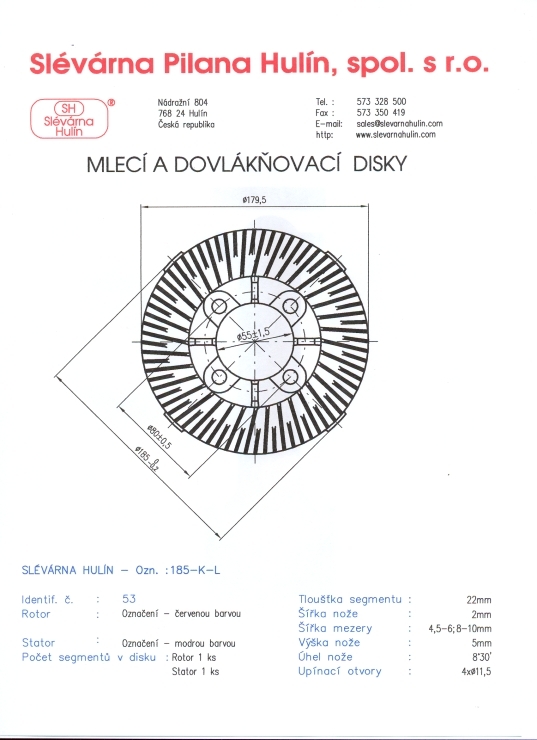 Slévárna Pilana Hulín, spol. s r.o.
SH
Slévárna
Hulín
®
Nádražní 804
768 24 Hulín
Česká republika
Tel. : 573 328 500
Fax : 573 350 419
E-mail: sales@slevarnahulin.com
http: www.slevarnahulin.com
MLECÍ A DOVLÁKŇOVACÍ DISKY
ø179,5
ø55±1,5
ø80±0,5
ø185 0 -0,2
SLÉVÁRNA HULÍN - Ozn. :185-K-L
Identif. č. : 53
Rotor : Označení - červenou barvou
Stator : Označení - modrou barvou
Počet segmentů v disku : Rotor 1 ks
Stator 1 ks
Tloušťka segmentu : 22mm
Šířka nože : 2mm
Šířka mezery : 4,5-6;8-10mm
Výška nože : 5mm
Úhel nože : 8°30'
Upínací otvory : 4xø11,5